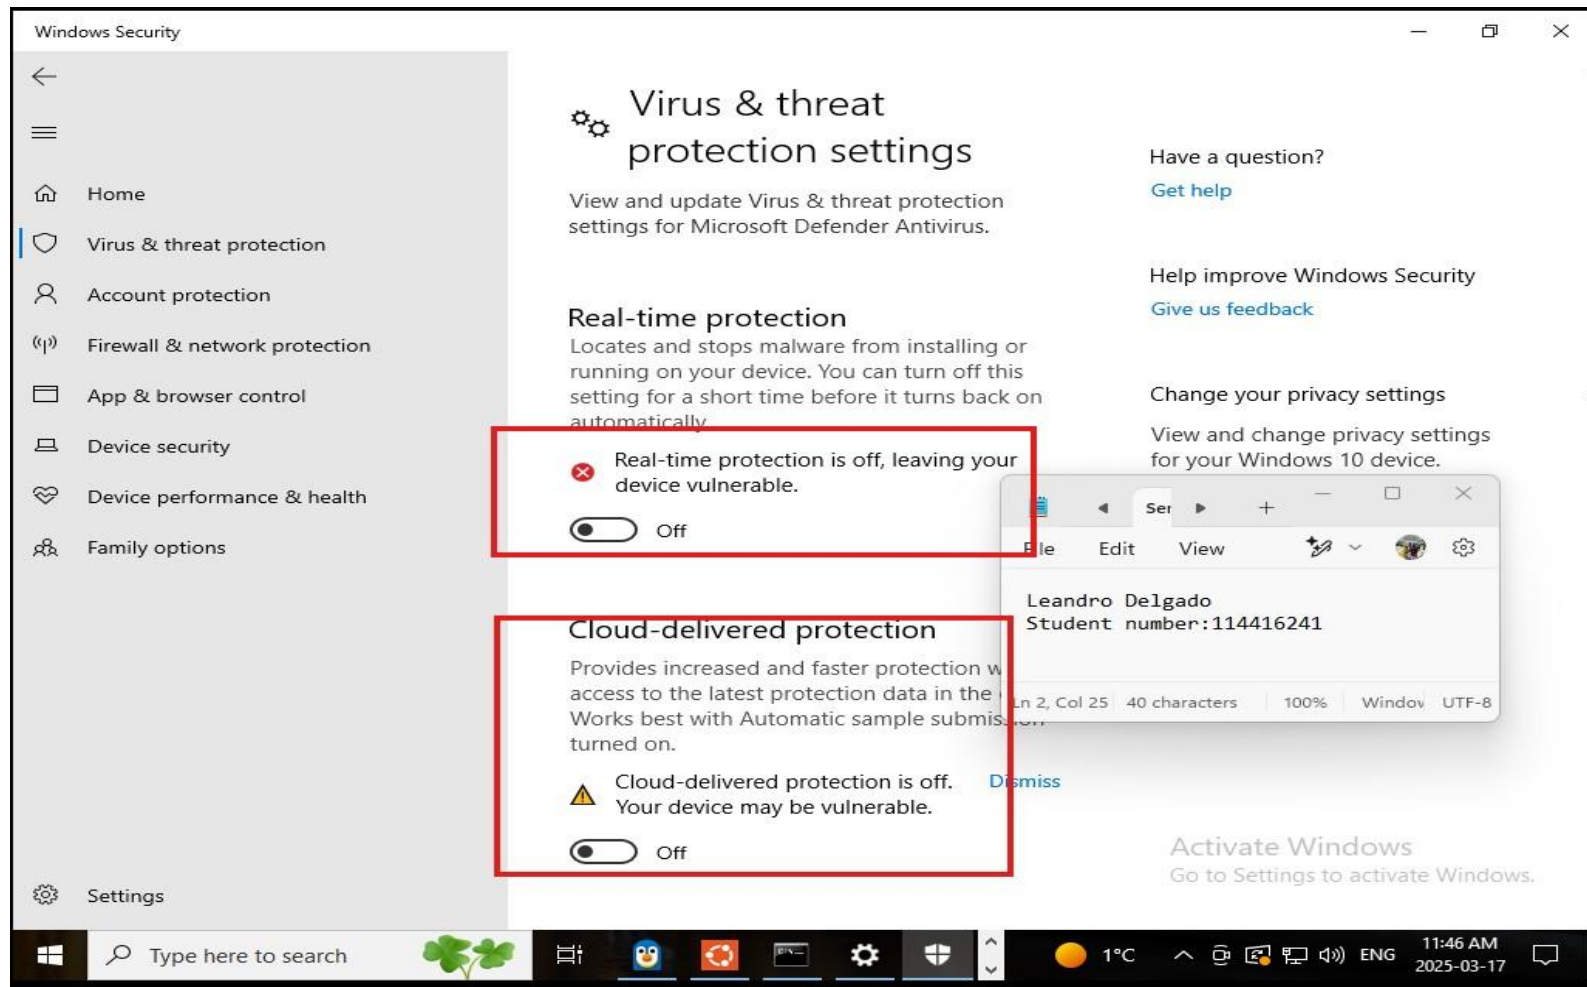 Windows Security
Home
Virus & threat protection
Account protection
Firewall & network protection
App & browser control
Device security
Device performance & health
Family options
Settings
Virus & threat
protection settings
View and update Virus & threat protection
settings for Microsoft Defender Antivirus.
Real-time protection
Locates and stops malware from installing or
running on your device. You can turn off this
setting for a short time before it turns back on
automatically.
Real-time protection is off, leaving your
device vulnerable.
Off
Cloud-delivered protection
Provides increased and faster protection
access to the latest protection data in the
Works best with Automatic sample submission
turned on.
Cloud-delivered protection is off.
Your device may be vulnerable.
Dismiss
Off
Have a question?
Get help
Help improve Windows Security
Give us feedback
Change your privacy settings
View and change privacy settings
for your Windows 10 device.
Ser
File Edit View
Leandro Delgado
Student number:114416241
Ln 2, Col 25 40 characters 100% Windov UTF-8
Activate Windows
Go to Settings to activate Windows.
Type here to search
1°C
ENG
11:46 AM
2025-03-17